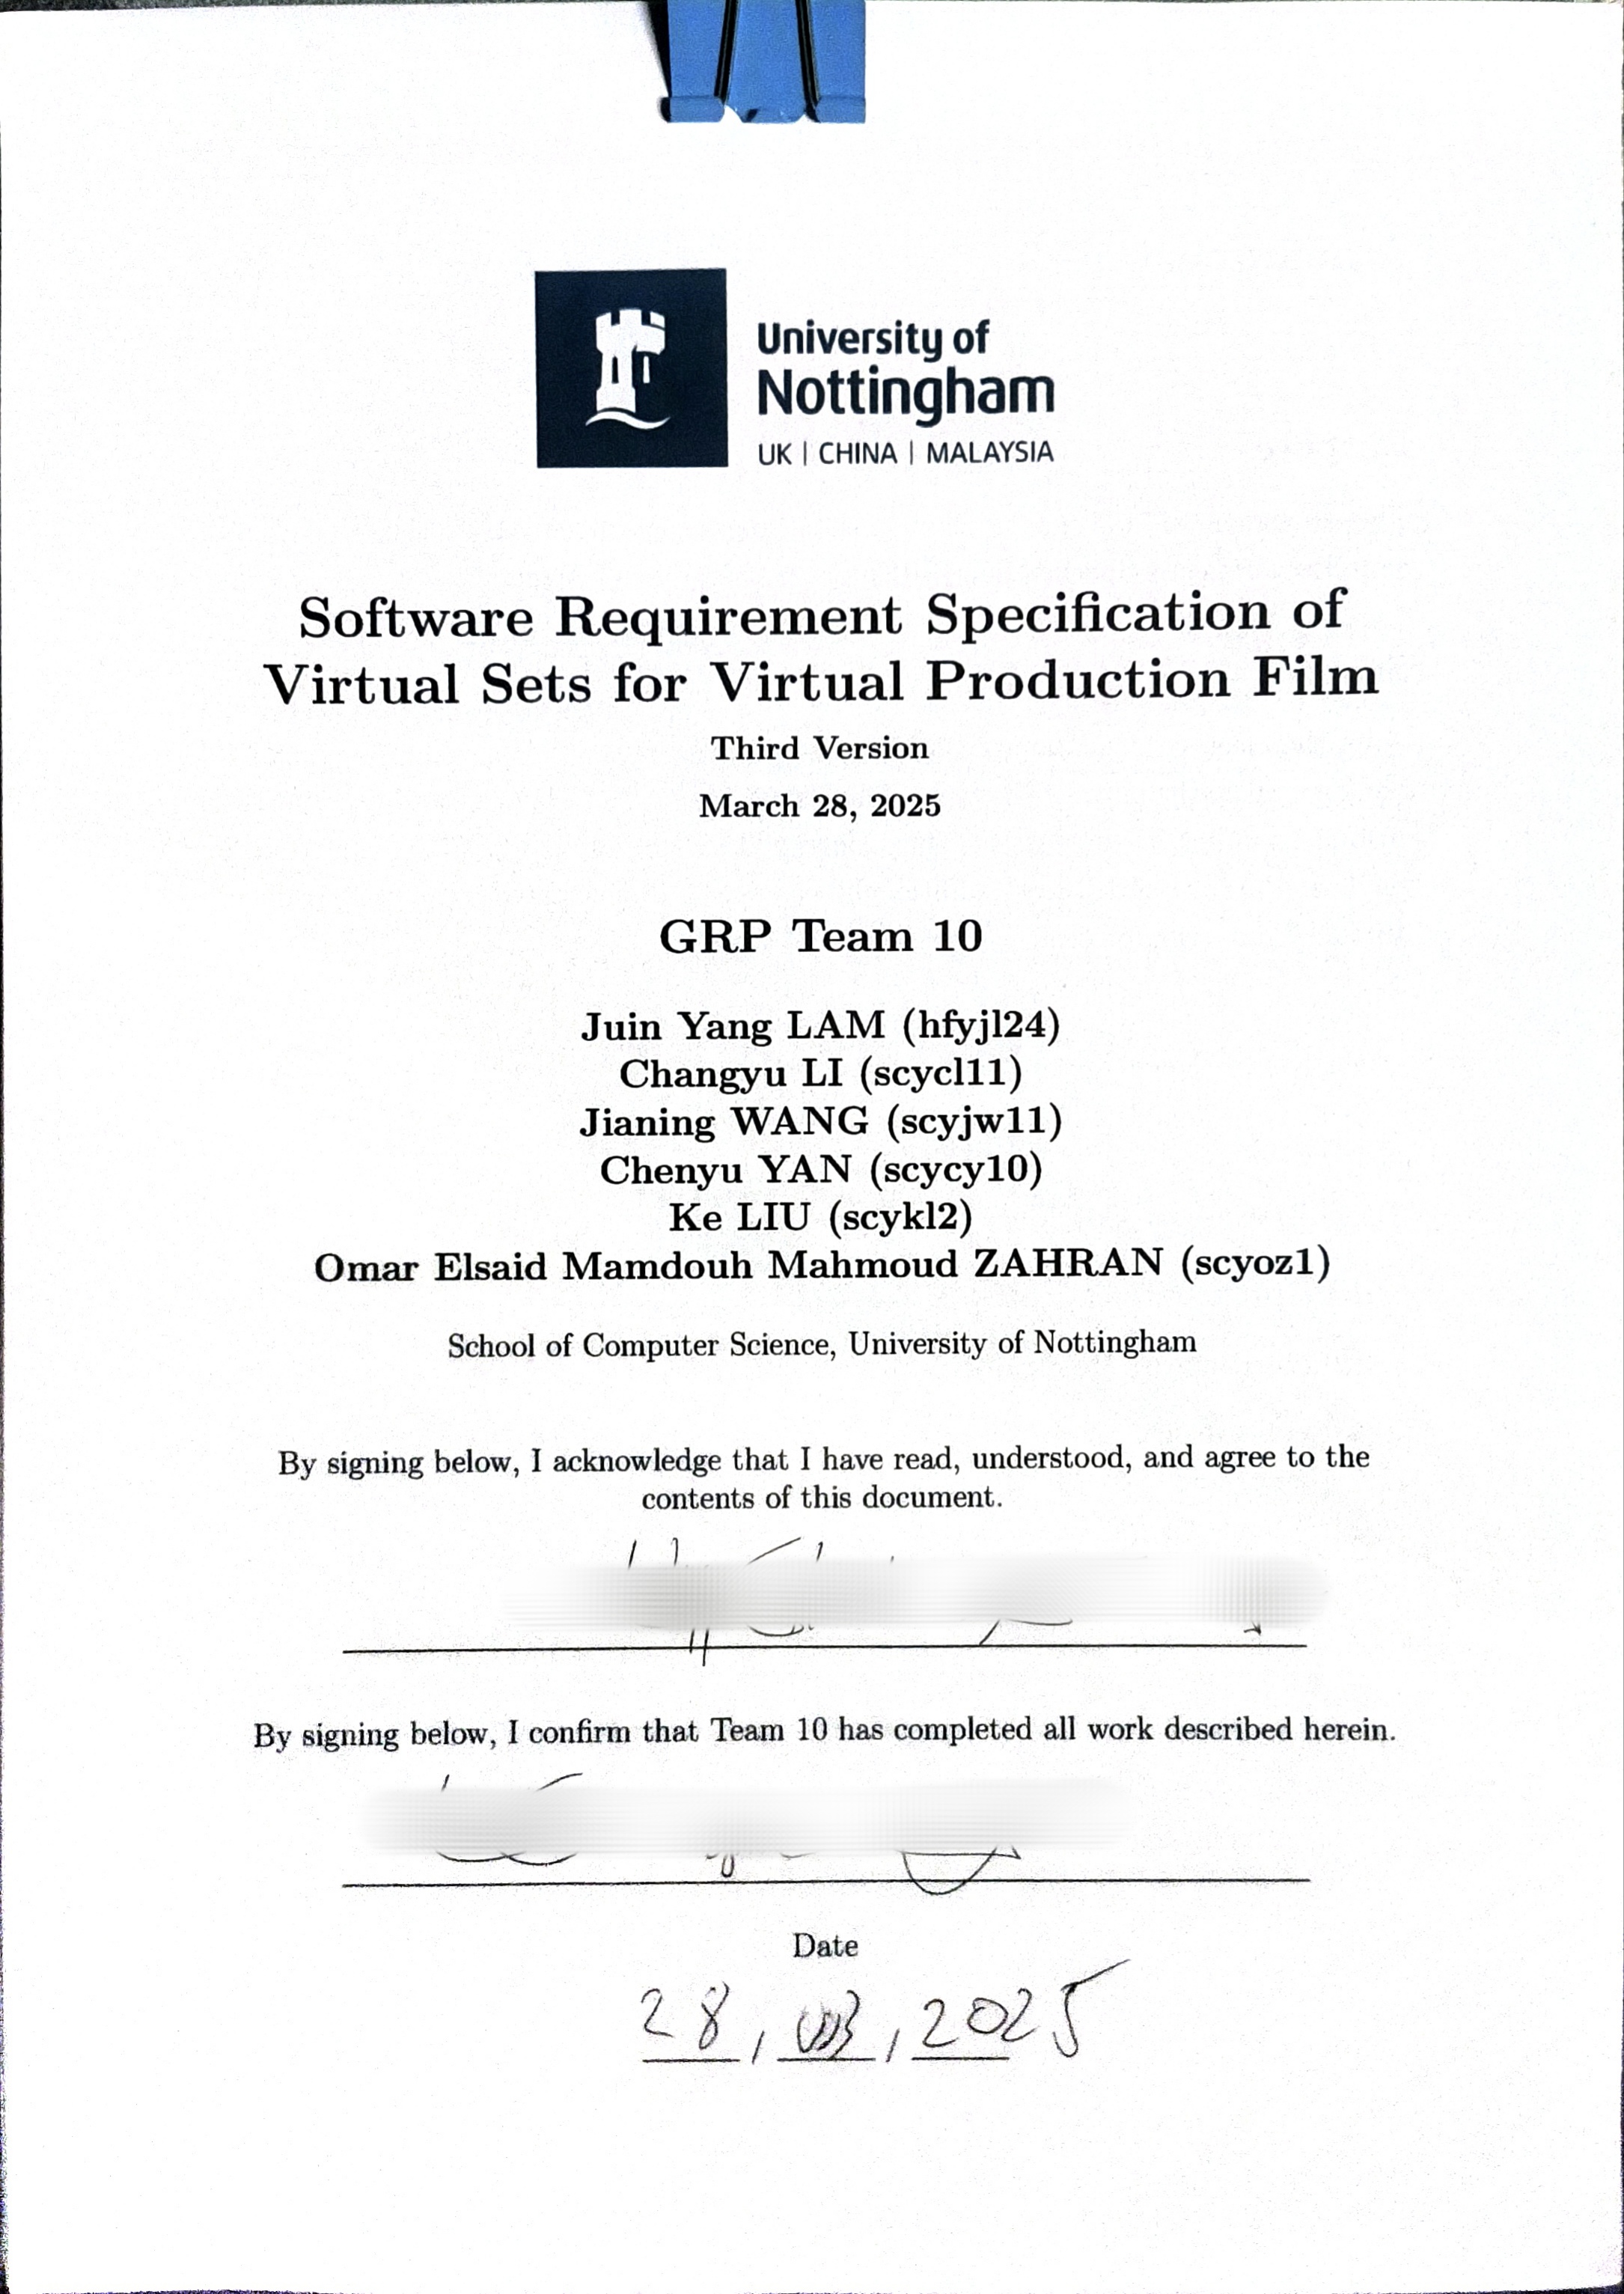 University of
Nottingham
UK | CHINA | MALAYSIA
Software Requirement Specification of
Virtual Sets for Virtual Production Film
Third Version
March 28, 2025
GRP Team 10
Juin Yang LAM (hfyjl24)
Changyu LI (scycl11)
Jianing WANG (scyjw11)
Chenyu YAN (scycy10)
Ke LIU (scykl2)
Omar Elsaid Mamdouh Mahmoud ZAHRAN (scyoz1)
School of Computer Science, University of Nottingham
By signing below, I acknowledge that I have read, understood, and agree to the
contents of this document.
By signing below, I confirm that Team 10 has completed all work described herein.
Date
28, 03, 2025